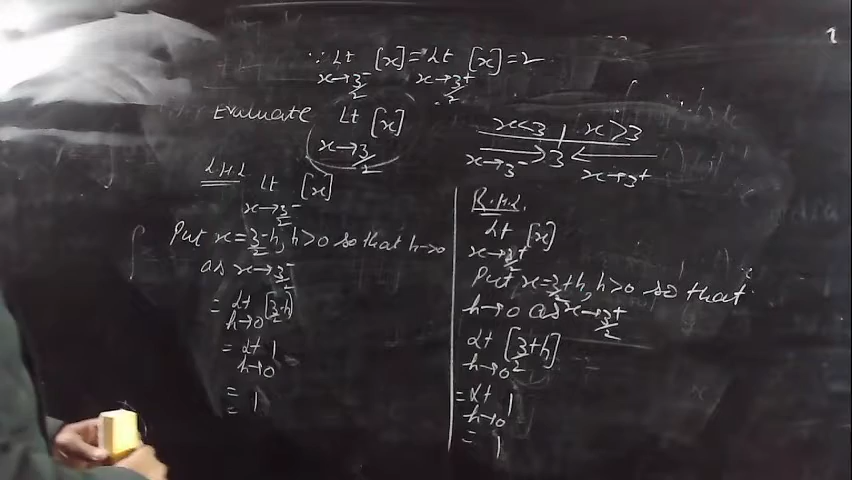 1
∵ Lt [x] = Lt [x] = 2
x→3/2⁻ x→3/2⁺
Evaluate Lt [x]
x→3/2
x<3 x>3
x→3⁻ 3 x→3⁺
L.H.L Lt [x]
x→3/2⁻
Put x=3/2-h, h>0 so that h→0
as x→3/2⁻
= Lt [3/2-h]
h→0
= Lt 1
h→0
= 1
R.H.L.
Lt [x]
x→3/2⁺
Put x=3/2+h, h>0 so that
h→0 as x→3/2⁺
Lt [3/2+h]
h→0
= Lt 1
h→0
= 1